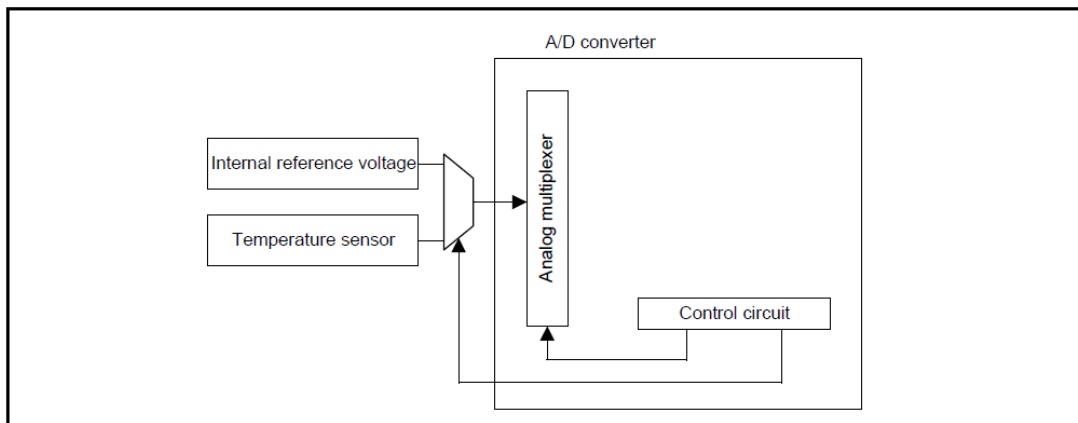 A/D converter
Internal reference voltage
Temperature sensor
Analog multiplexer
Control circuit